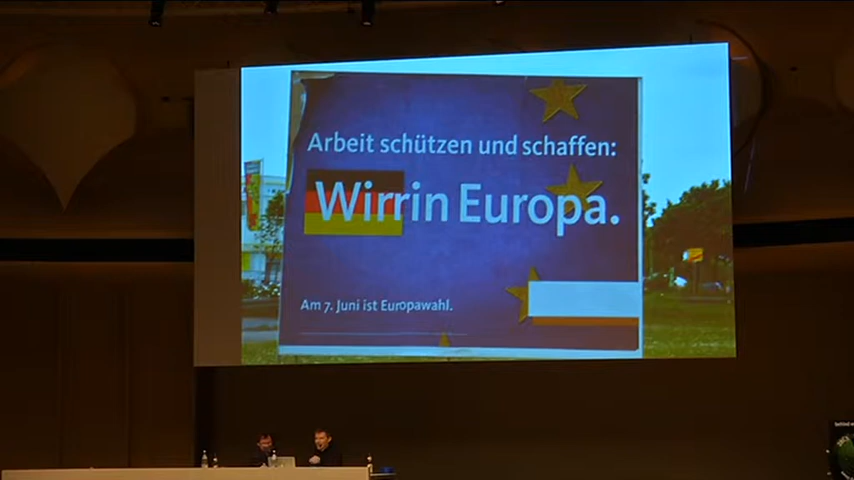 Arbeit schützen und schaffen:
Wirrin Europa.
Am 7. Juni ist Europawahl.